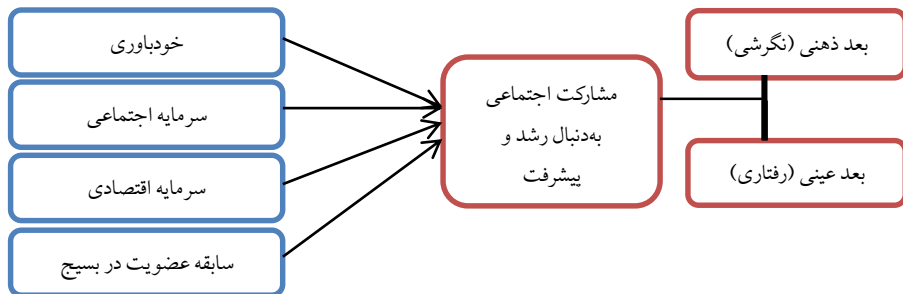 خودباوری
سرمایه اجتماعی
سرمایه اقتصادی
سابقه عضویت در بسیج
مشارکت اجتماعی
به‌دنبال رشد و
پیشرفت
بعد ذهنی (نگرشی)
بعد عینی (رفتاری)